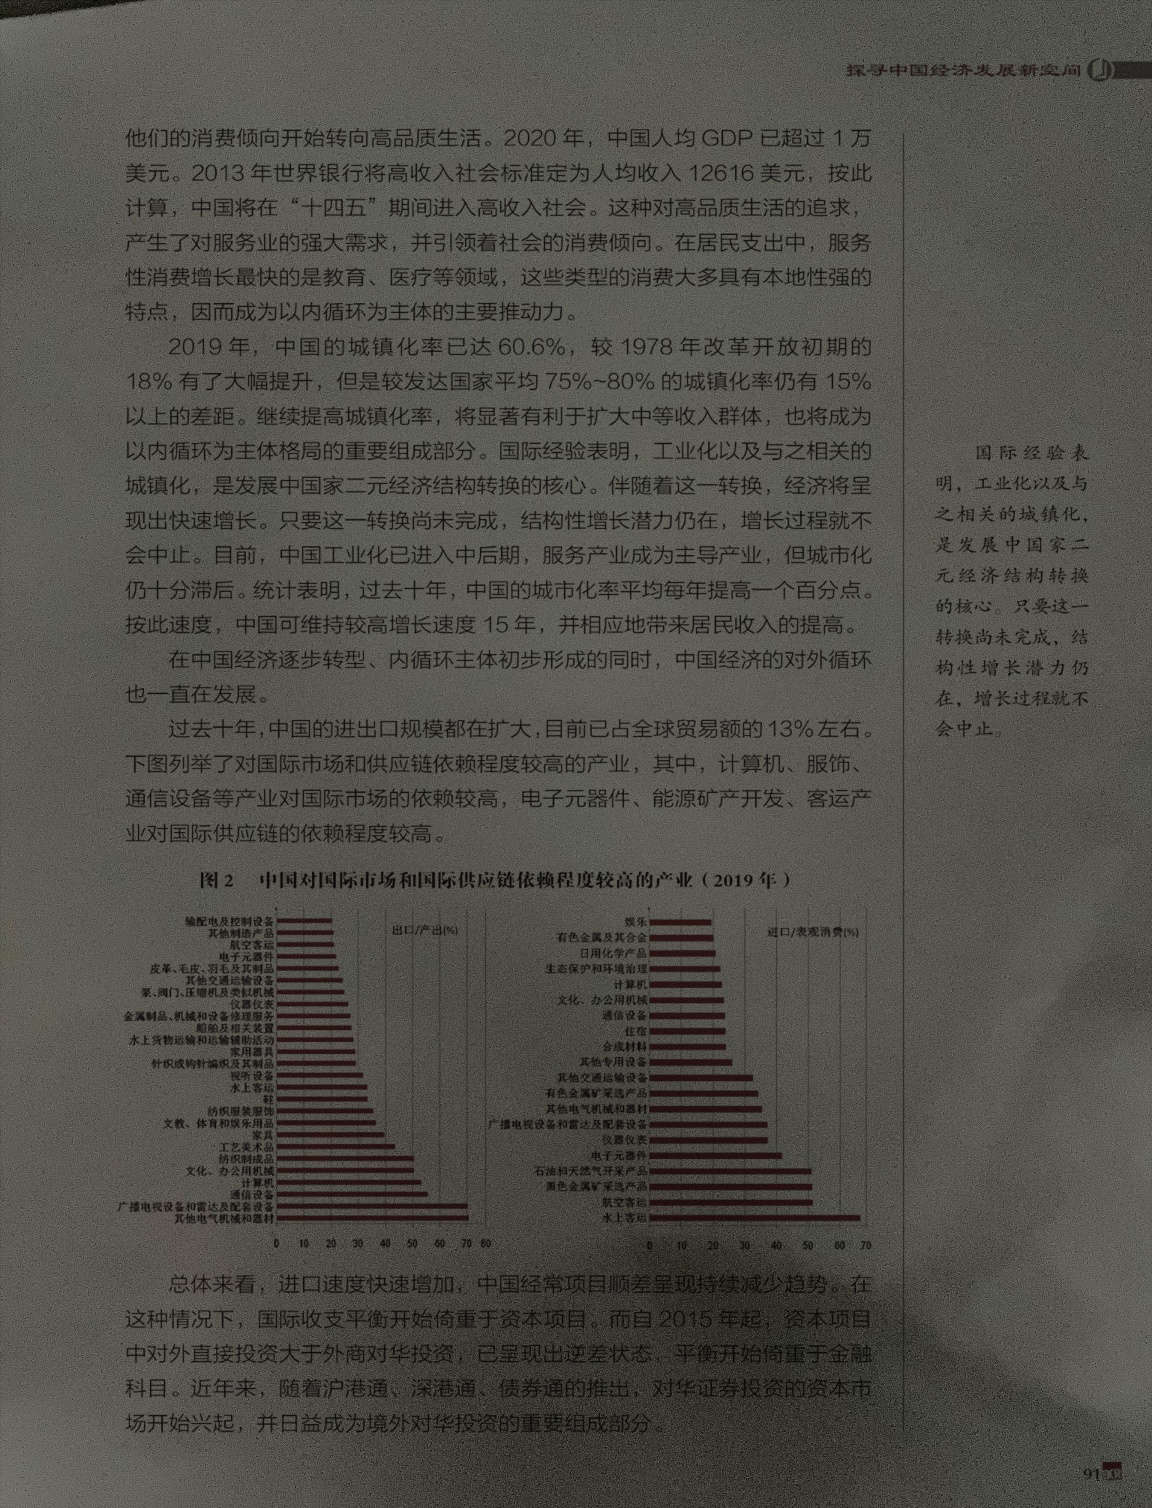 探寻中国经济发展新空间
他们的消费倾向开始转向高品质生活。2020 年，中国人均 GDP 已超过 1 万
美元。2013 年世界银行将高收入社会标准定为人均收入 12616 美元，按此
计算，中国将在“十四五”期间进入高收入社会。这种对高品质生活的追求，
产生了对服务业的强大需求，并引领着社会的消费倾向。在居民支出中，服务
性消费增长最快的是教育、医疗等领域，这些类型的消费大多具有本地性强的
特点，因而成为以内循环为主体的主要推动力。
2019 年，中国的城镇化率已达 60.6%，较 1978 年改革开放初期的
18% 有了大幅提升，但是较发达国家平均 75%~80% 的城镇化率仍有 15%
以上的差距。继续提高城镇化率，将显著有利于扩大中等收入群体，也将成为
以内循环为主体格局的重要组成部分。国际经验表明，工业化以及与之相关的
城镇化，是发展中国家二元经济结构转换的核心。伴随着这一转换，经济将呈
现出快速增长。只要这一转换尚未完成，结构性增长潜力仍在，增长过程就不
会中止。目前，中国工业化已进入中后期，服务产业成为主导产业，但城市化
仍十分滞后。统计表明，过去十年，中国的城市化率平均每年提高一个百分点。
按此速度，中国可维持较高增长速度 15 年，并相应地带来居民收入的提高。
在中国经济逐步转型、内循环主体初步形成的同时，中国经济的对外循环
也一直在发展。
过去十年，中国的进出口规模都在扩大，目前已占全球贸易额的13%左右。
下图列举了对国际市场和供应链依赖程度较高的产业，其中，计算机、服饰、
通信设备等产业对国际市场的依赖较高，电子元器件、能源矿产开发、客运产
业对国际供应链的依赖程度较高。
国际经验表
明，工业化以及与
之相关的城镇化，
是发展中国家二
元经济结构转换
的核心。只要这一
转换尚未完成，结
构性增长潜力仍
在，增长过程就不
会中止。
图 2 中国对国际市场和国际供应链依赖程度较高的产业（2019 年）
出口/产出(%)
输配电及控制设备
其他制造产品
航空客运
电子元器件
皮革、毛皮、羽毛及其制品
其他交通运输设备
泵、阀门、压缩机及类似机械
仪器仪表
金属制品、机械和设备修理服务
船舶及相关装置
水上货物运输和运输辅助活动
家用器具
针织或钩针编织及其制品
视听设备
水上客运
鞋
纺织服装服饰
文教、体育和娱乐用品
家具
工艺美术品
纺织制成品
文化、办公用机械
计算机
通信设备
广播电视设备和雷达及配套设备
其他电气机械和器材
0 10 20 30 40 50 60 70 80
进口/表观消费(%)
娱乐
有色金属及其合金
日用化学产品
生态保护和环境治理
计算机
文化、办公用机械
通信设备
住宿
合成材料
其他专用设备
其他交通运输设备
有色金属矿采选产品
其他电气机械和器材
广播电视设备和雷达及配套设备
仪器仪表
电子元器件
石油和天然气开采产品
黑色金属矿采选产品
航空客运
水上客运
0 10 20 30 40 50 60 70
总体来看，进口速度快速增加，中国经常项目顺差呈现持续减少趋势。在
这种情况下，国际收支平衡开始倚重于资本项目。而自 2015 年起，资本项目
中对外直接投资大于外商对华投资，已呈现出逆差状态，平衡开始倚重于金融
科目。近年来，随着沪港通、深港通、债券通的推出，对华证券投资的资本市
场开始兴起，并日益成为境外对华投资的重要组成部分。
91